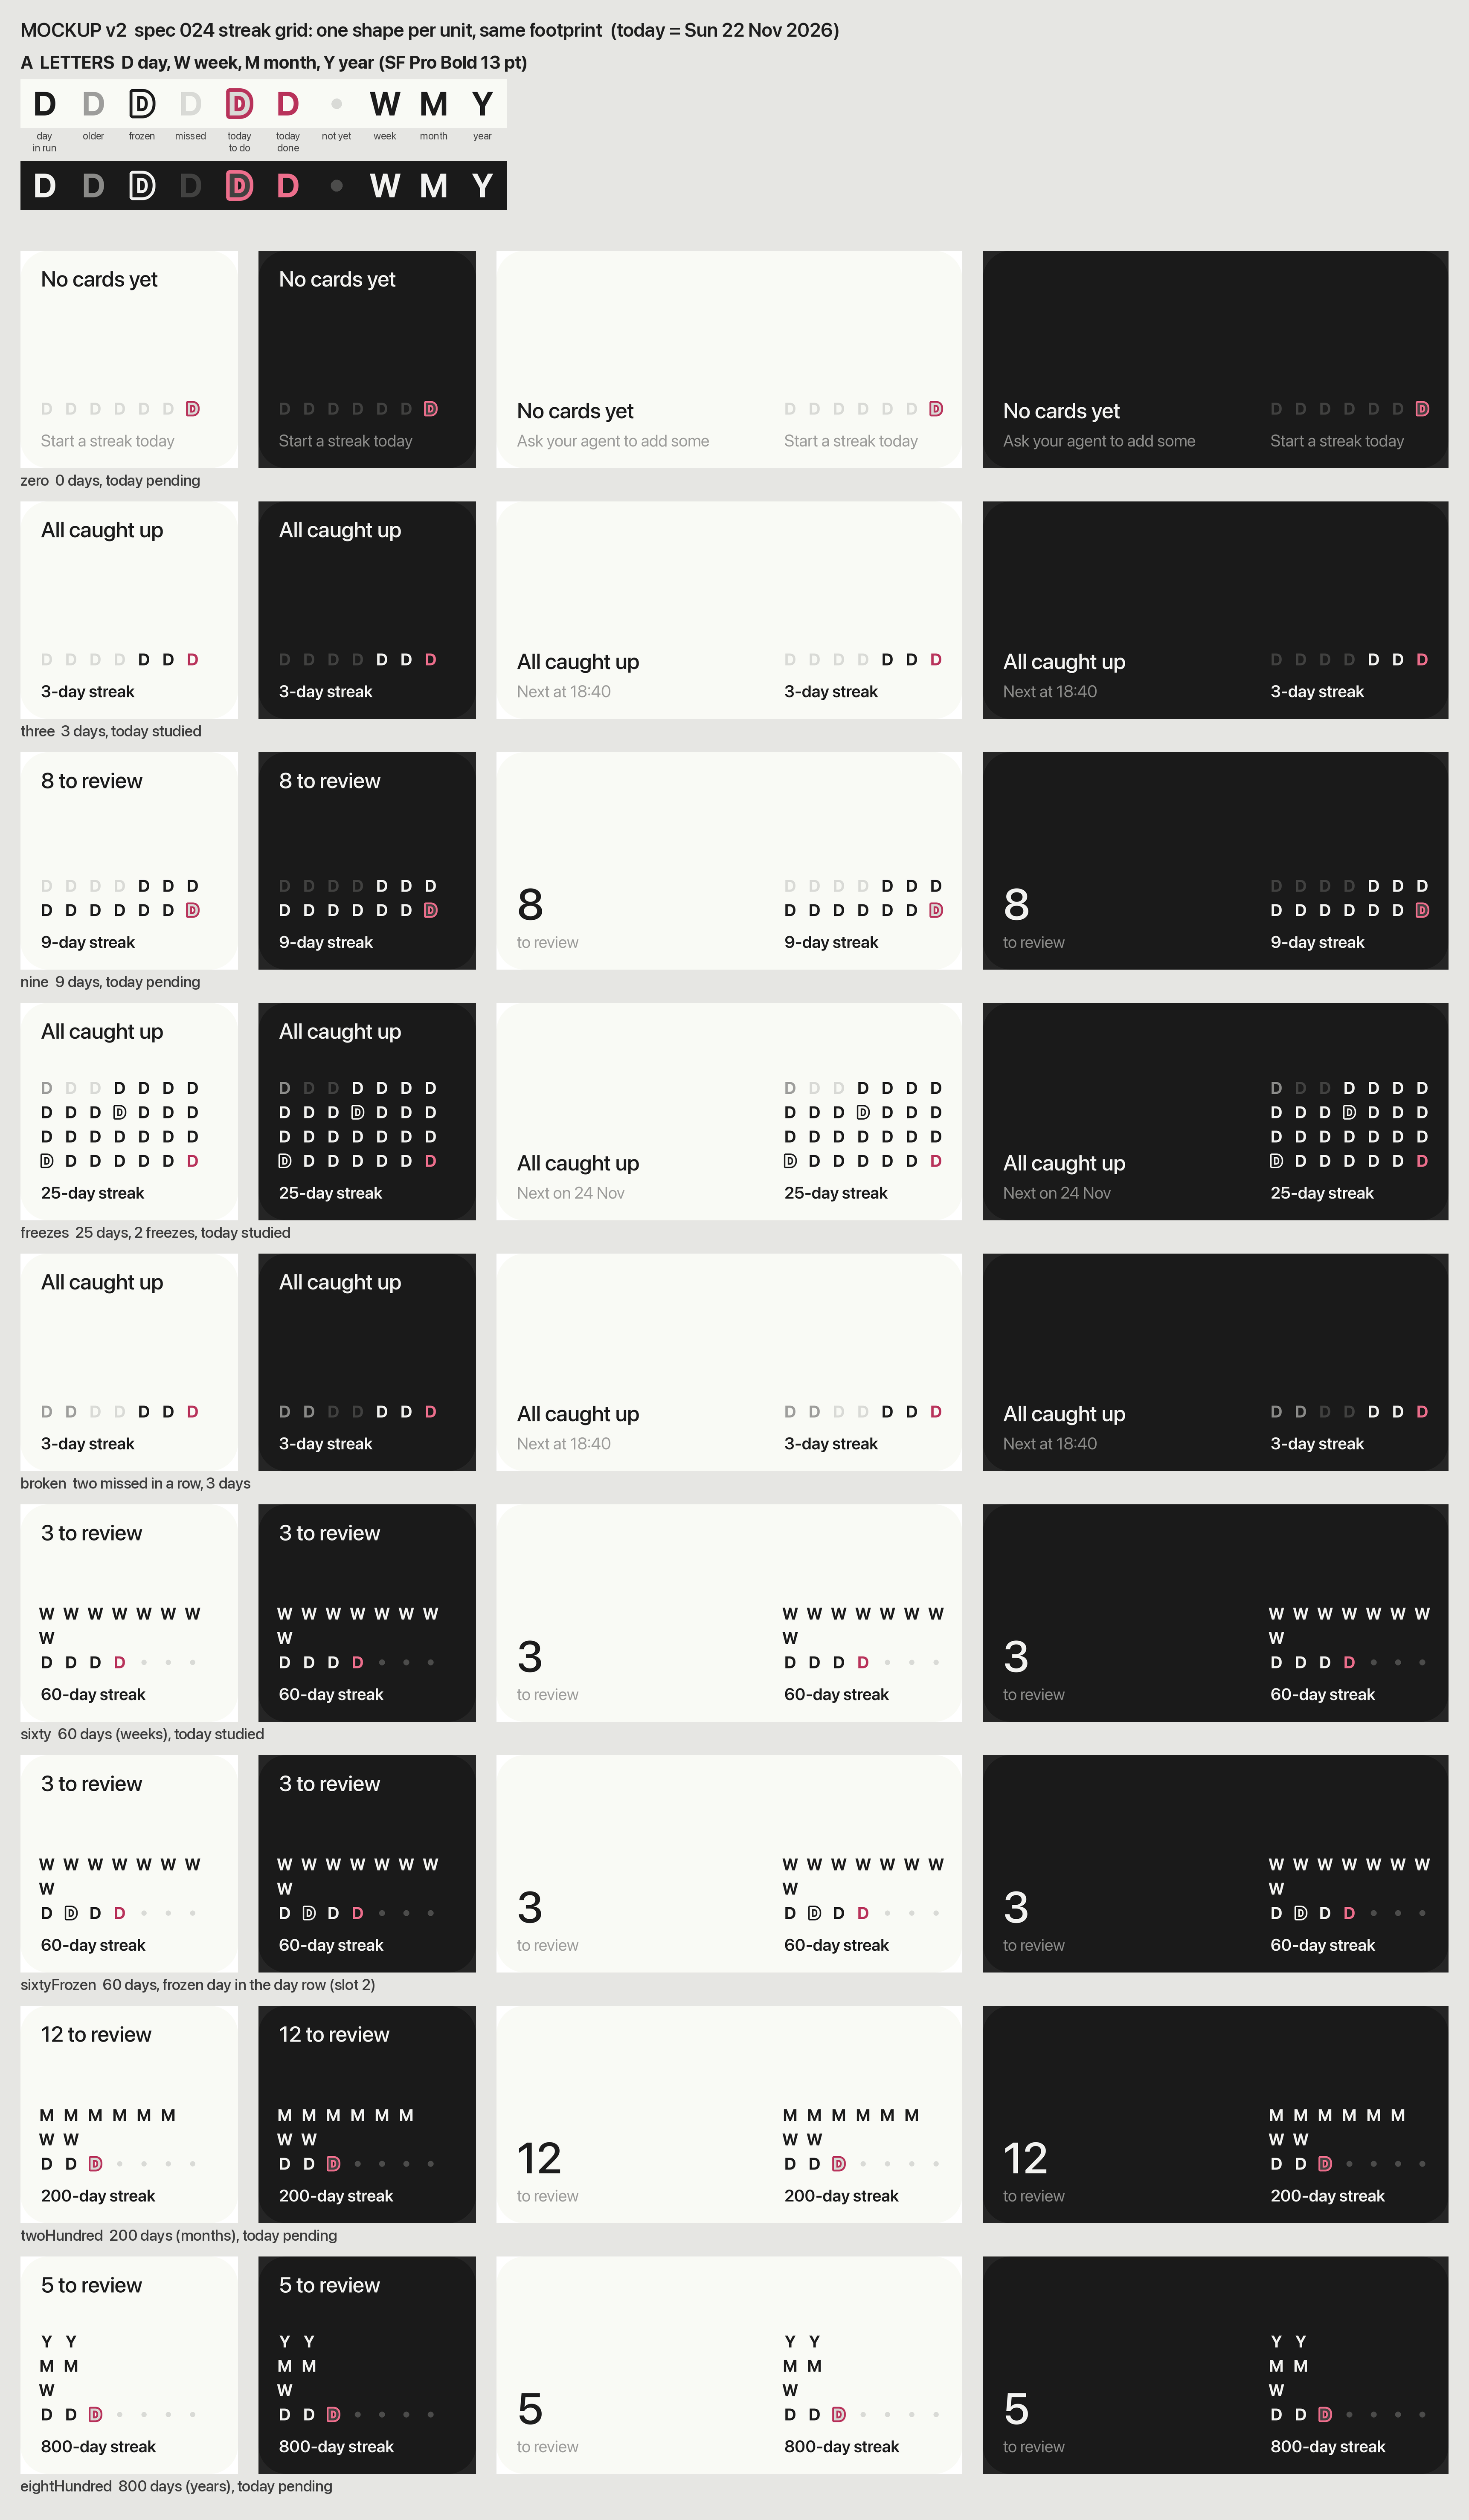 MOCKUP v2 spec 024 streak grid: one shape per unit, same footprint (today = Sun 22 Nov 2026)
A LETTERS D day, W week, M month, Y year (SF Pro Bold 13 pt)
D D D D D D W M Y
day in run older frozen missed today to do today done not yet week month year
D D D D D D W M Y
No cards yet No cards yet
D D D D D D D D D D D D D D No cards yet D D D D D D D No cards yet D D D D D D D
Start a streak today Start a streak today Ask your agent to add some Start a streak today Ask your agent to add some Start a streak today
zero 0 days, today pending
All caught up All caught up
D D D D D D D D D D D D D D All caught up D D D D D D D All caught up D D D D D D D
3-day streak 3-day streak Next at 18:40 3-day streak Next at 18:40 3-day streak
three 3 days, today studied
8 to review 8 to review
D D D D D D D D D D D D D D D D D D D D D D D D D D D D
D D D D D D D D D D D D D D 8 D D D D D D D 8 D D D D D D D
9-day streak 9-day streak to review 9-day streak to review 9-day streak
nine 9 days, today pending
All caught up All caught up
D D D D D D D D D D D D D D D D D D D D D D D D D D D D
D D D D D D D D D D D D D D D D D D D D D D D D D D D D
D D D D D D D D D D D D D D D D D D D D D D D D D D D D
D D D D D D D D D D D D D D All caught up D D D D D D D All caught up D D D D D D D
25-day streak 25-day streak Next on 24 Nov 25-day streak Next on 24 Nov 25-day streak
freezes 25 days, 2 freezes, today studied
All caught up All caught up
D D D D D D D D D D D D D D All caught up D D D D D D D All caught up D D D D D D D
3-day streak 3-day streak Next at 18:40 3-day streak Next at 18:40 3-day streak
broken two missed in a row, 3 days
3 to review 3 to review
W W W W W W W W W W W W W W W W W W W W W W W W W W W W
W W W W
D D D D D D D D 3 D D D D 3 D D D D
60-day streak 60-day streak to review 60-day streak to review 60-day streak
sixty 60 days (weeks), today studied
3 to review 3 to review
W W W W W W W W W W W W W W W W W W W W W W W W W W W W
W W W W
D D D D D D D D 3 D D D D 3 D D D D
60-day streak 60-day streak to review 60-day streak to review 60-day streak
sixtyFrozen 60 days, frozen day in the day row (slot 2)
12 to review 12 to review
M M M M M M M M M M M M M M M M M M M M M M M M
W W W W W W W W
D D D D D D 12 D D D 12 D D D
200-day streak 200-day streak to review 200-day streak to review 200-day streak
twoHundred 200 days (months), today pending
5 to review 5 to review
Y Y Y Y Y Y Y Y
M M M M M M M M
W W W W
D D D D D D 5 D D D 5 D D D
800-day streak 800-day streak to review 800-day streak to review 800-day streak
eightHundred 800 days (years), today pending